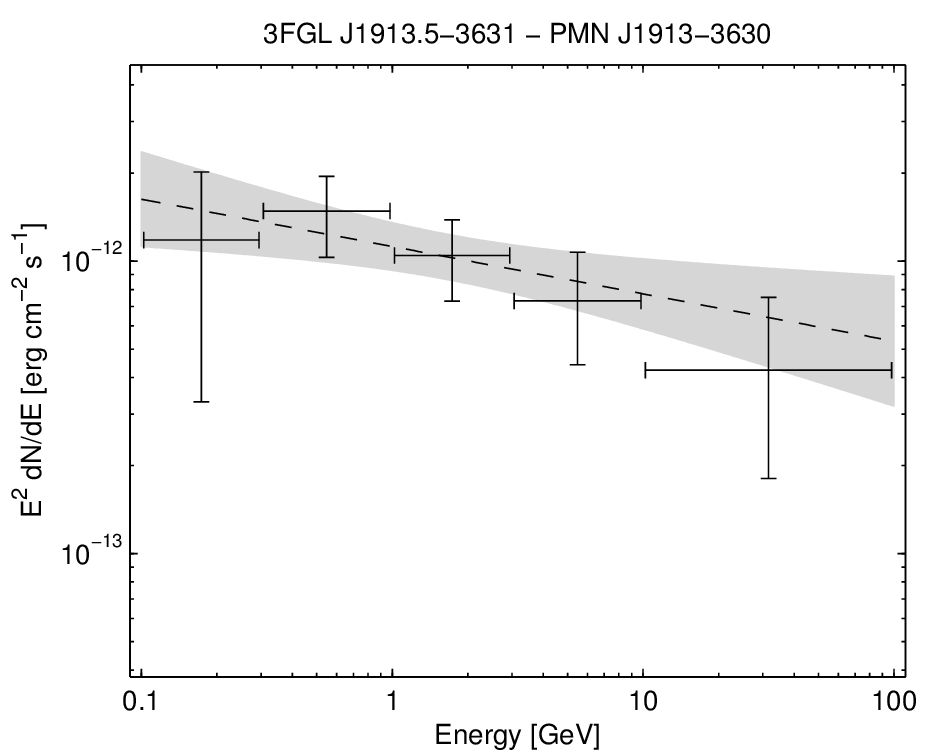 3FGL J1913.5−3631 − PMN J1913−3630
E² dN/dE [erg cm⁻² s⁻¹]
10⁻¹²
10⁻¹³
0.1 1 10 100
Energy [GeV]